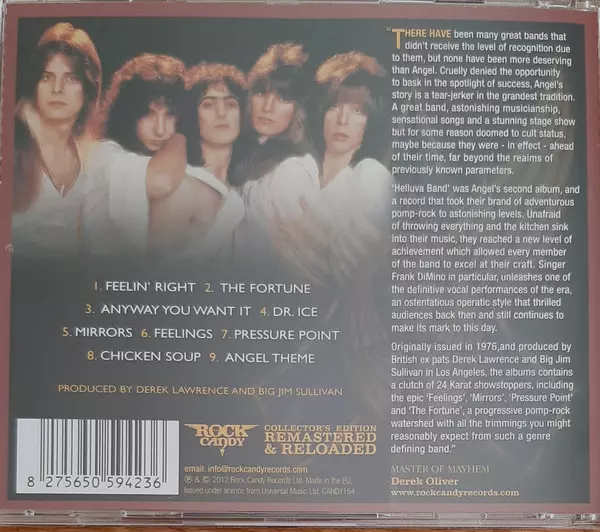 "THERE HAVE been many great bands that
didn't receive the level of recognition due
to them, but none have been more deserving
than Angel. Cruelly denied the opportunity
to bask in the spotlight of success, Angel's
story is a tear-jerker in the grandest tradition.
A great band, astonishing musicianship,
sensational songs and a stunning stage show
but for some reason doomed to cult status,
maybe because they were - in effect - ahead
of their time, far beyond the realms of
previously known parameters.
'Helluva Band' was Angel's second album, and
a record that took their brand of adventurous
pomp-rock to astonishing levels. Unafraid
of throwing everything and the kitchen sink
into their music, they reached a new level of
achievement which allowed every member
of the band to excel at their craft. Singer
Frank DiMino in particular, unleashes one of
the definitive vocal performances of the era,
an ostentatious operatic style that thrilled
audiences back then and still continues to
make its mark to this day.
Originally issued in 1976,and produced by
British ex pats Derek Lawrence and Big Jim
Sullivan in Los Angeles, the albums contains
a clutch of 24 Karat showstoppers, including
the epic 'Feelings', 'Mirrors', 'Pressure Point'
and 'The Fortune', a progressive pomp-rock
watershed with all the trimmings you might
reasonably expect from such a genre
defining band."
MASTER OF MAYHEM
Derek Oliver
www.rockcandyrecords.com
1. FEELIN' RIGHT 2. THE FORTUNE
3. ANYWAY YOU WANT IT 4. DR. ICE
5. MIRRORS 6. FEELINGS 7. PRESSURE POINT
8. CHICKEN SOUP 9. ANGEL THEME
PRODUCED BY DEREK LAWRENCE AND BIG JIM SULLIVAN
8 275650 594236
ROCK CANDY
COLLECTOR'S EDITION
REMASTERED
& RELOADED
email: info@rockcandyrecords.com
℗ & © 2012 Rock Candy Records Ltd. Made in the EU.
Issued under licence from Universal Music Ltd. CANDY154